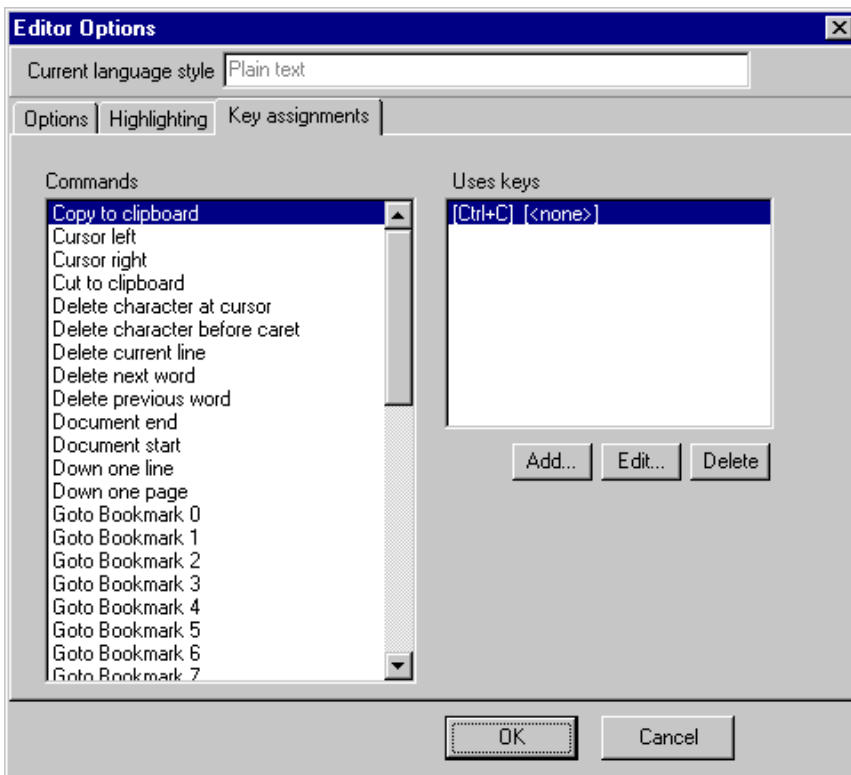 Editor Options
Current language style Plain text
Options Highlighting Key assignments
Commands
Copy to clipboard
Cursor left
Cursor right
Cut to clipboard
Delete character at cursor
Delete character before caret
Delete current line
Delete next word
Delete previous word
Document end
Document start
Down one line
Down one page
Goto Bookmark 0
Goto Bookmark 1
Goto Bookmark 2
Goto Bookmark 3
Goto Bookmark 4
Goto Bookmark 5
Goto Bookmark 6
Goto Bookmark 7
Uses keys
[Ctrl+C] [<none>]
Add... Edit... Delete
OK Cancel